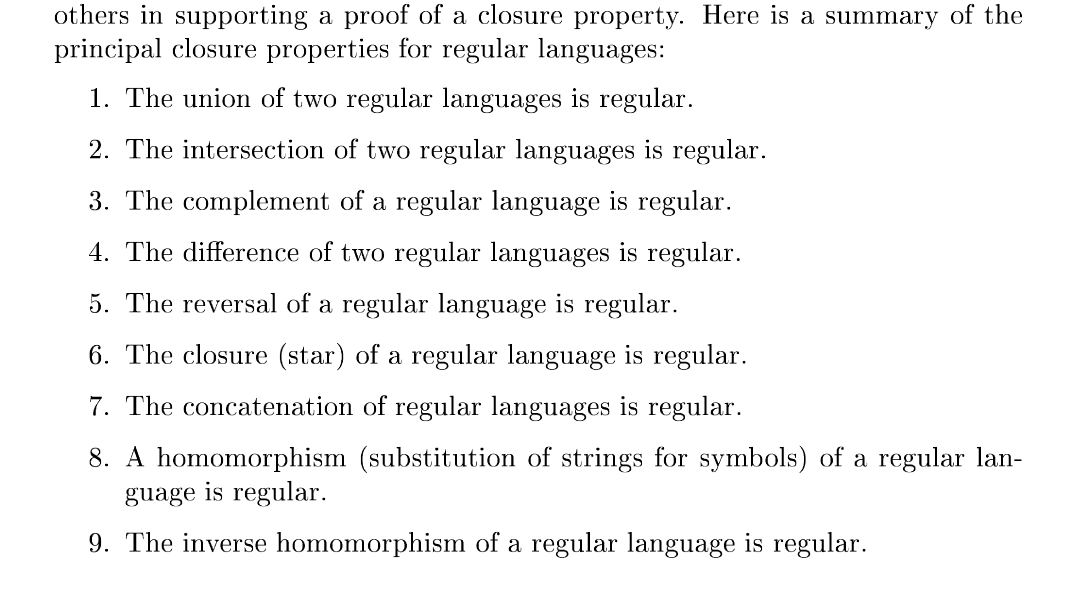 others in supporting a proof of a closure property. Here is a summary of the
principal closure properties for regular languages:
1. The union of two regular languages is regular.
2. The intersection of two regular languages is regular.
3. The complement of a regular language is regular.
4. The difference of two regular languages is regular.
5. The reversal of a regular language is regular.
6. The closure (star) of a regular language is regular.
7. The concatenation of regular languages is regular.
8. A homomorphism (substitution of strings for symbols) of a regular lan-
guage is regular.
9. The inverse homomorphism of a regular language is regular.